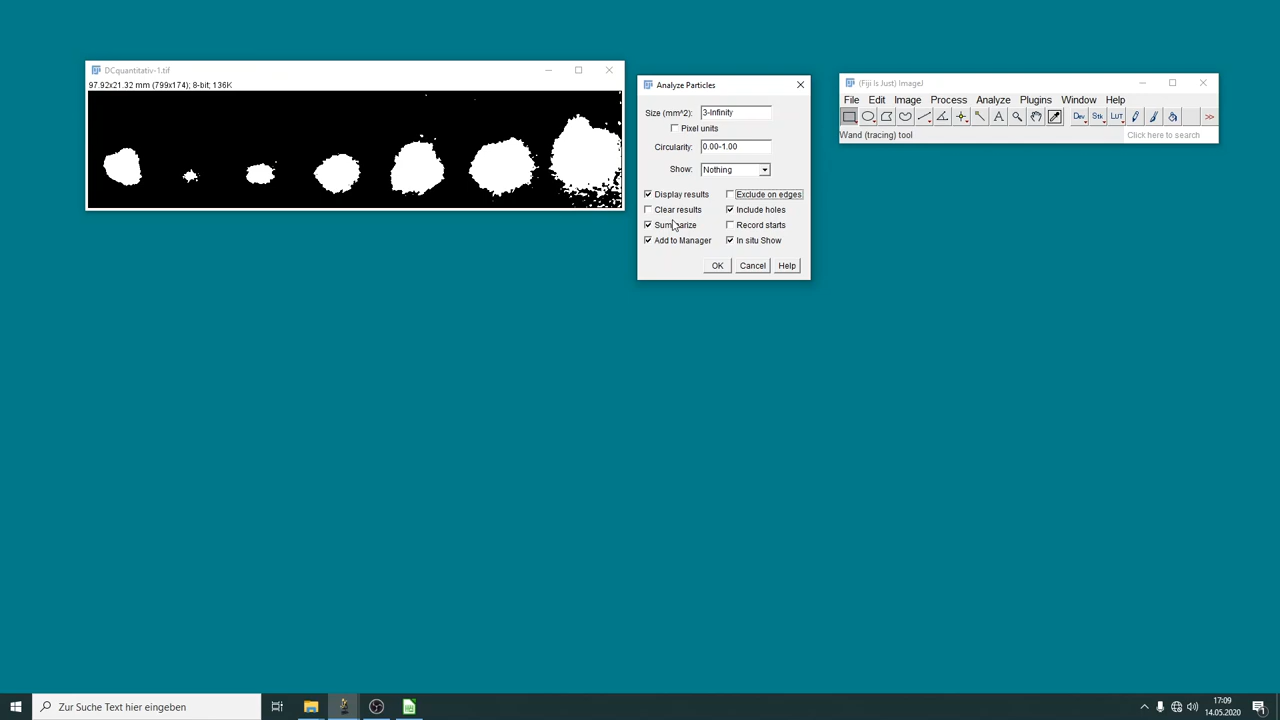 DCquantitativ-1.tif
97.92x21.32 mm (799x174); 8-bit; 136K
Analyze Particles
Size (mm^2): 3-Infinity
Pixel units
Circularity: 0.00-1.00
Show: Nothing
Display results Exclude on edges
Clear results Include holes
Summarize Record starts
Add to Manager In situ Show
OK Cancel Help
(Fiji Is Just) ImageJ
File Edit Image Process Analyze Plugins Window Help
Dev Stk LUT >>
Wand (tracing) tool Click here to search
Zur Suche Text hier eingeben
17:09
14.05.2020
1